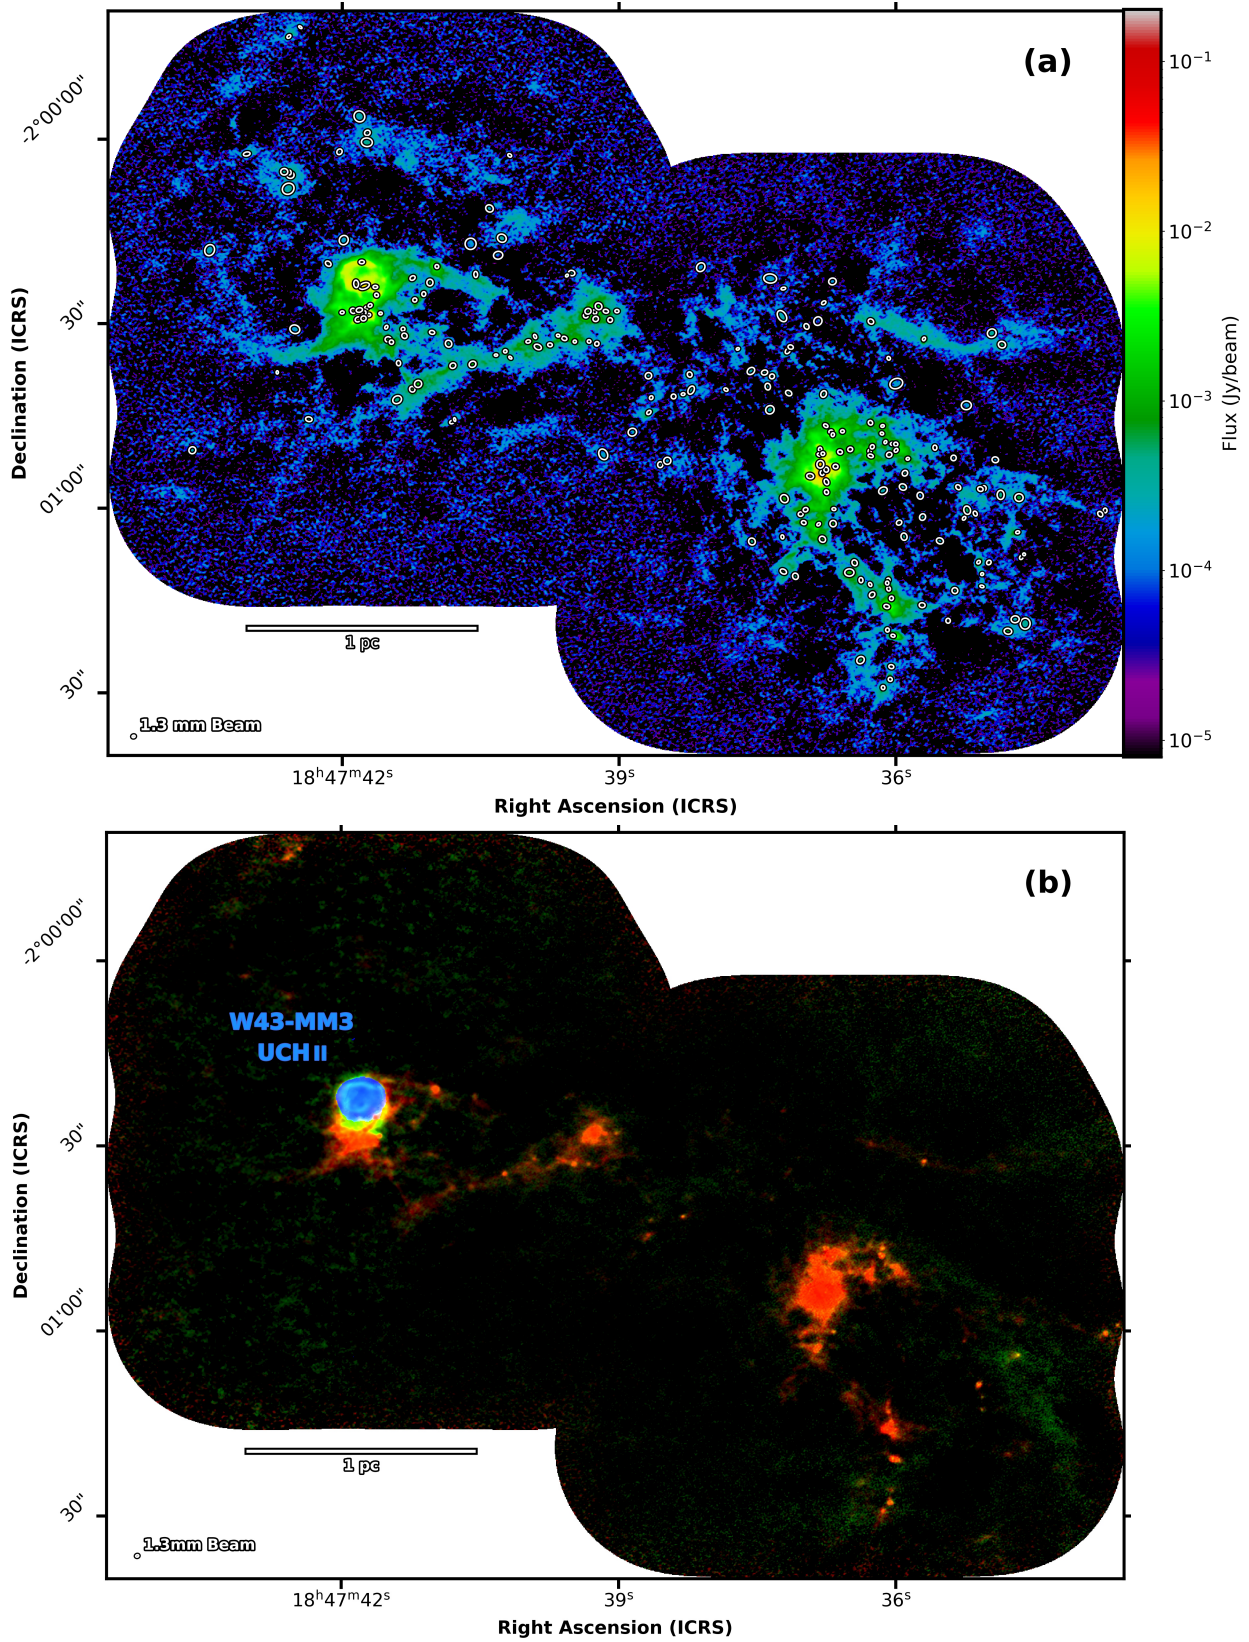 (a)
10⁻¹
-2°00'00"
10⁻²
30"
Declination (ICRS)
Flux (Jy/beam)
10⁻³
01'00"
10⁻⁴
1 pc
30"
1.3 mm Beam
10⁻⁵
18ʰ47ᵐ42ˢ 39ˢ 36ˢ
Right Ascension (ICRS)
(b)
-2°00'00"
W43-MM3
UCHII
30"
Declination (ICRS)
01'00"
1 pc
30"
1.3mm Beam
18ʰ47ᵐ42ˢ 39ˢ 36ˢ
Right Ascension (ICRS)